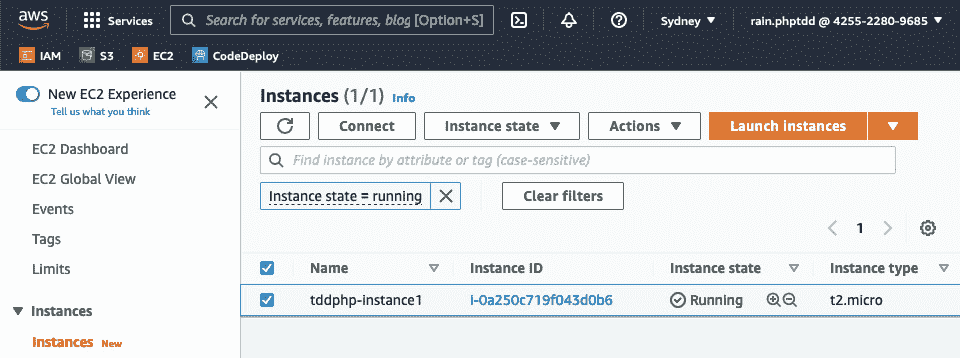 aws
Services
Search for services, features, blog [Option+S]
Sydney
rain.phptdd @ 4255-2280-9685
IAM
S3
EC2
CodeDeploy
New EC2 Experience
Tell us what you think
EC2 Dashboard
EC2 Global View
Events
Tags
Limits
Instances
Instances New
Instances (1/1) Info
Connect
Instance state
Actions
Launch instances
Find instance by attribute or tag (case-sensitive)
Instance state = running
Clear filters
1
Name Instance ID Instance state Instance type
tddphp-instance1 i-0a250c719f043d0b6 Running t2.micro